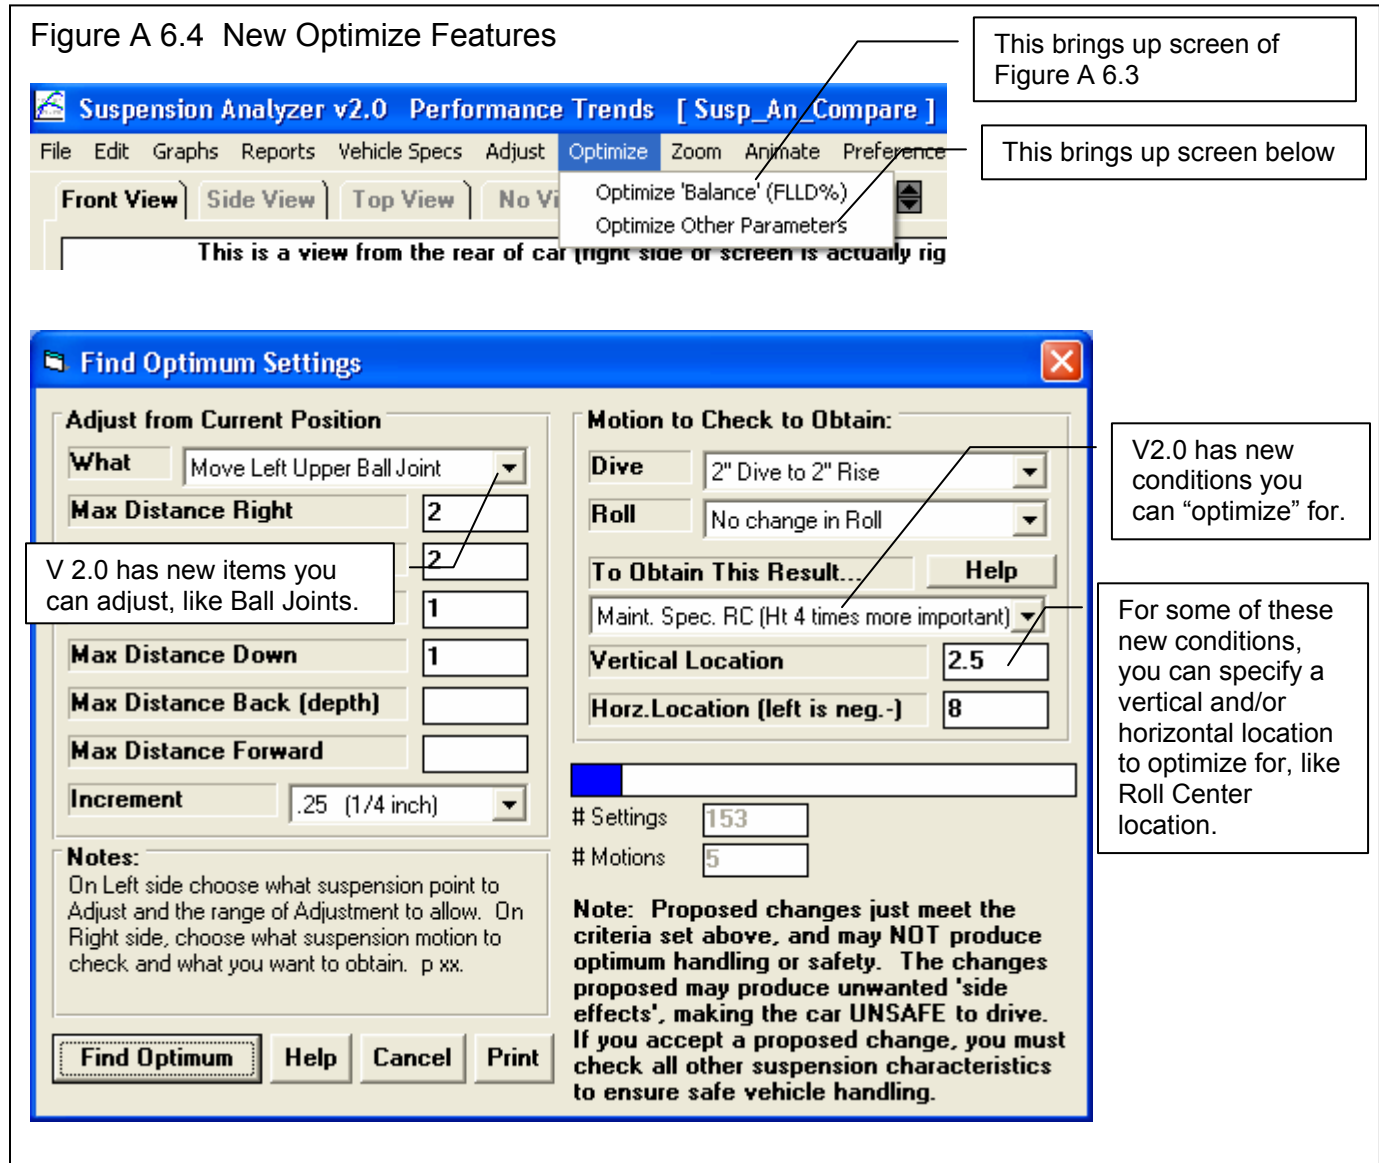 Figure A 6.4  New Optimize Features
This brings up screen of
Figure A 6.3
Suspension Analyzer v2.0   Performance Trends   [ Susp_An_Compare ]
File  Edit  Graphs  Reports  Vehicle Specs  Adjust  Optimize  Zoom  Animate  Preference
This brings up screen below
Front View  Side View  Top View  No Vi
Optimize 'Balance' (FLLD%)
Optimize Other Parameters
This is a view from the rear of car (right side of screen is actually rig
Find Optimum Settings
Adjust from Current Position
What  Move Left Upper Ball Joint
Max Distance Right  2
2
V 2.0 has new items you
can adjust, like Ball Joints.
1
Max Distance Down  1
Max Distance Back (depth)
Max Distance Forward
Increment  .25  (1/4 inch)
Notes:
On Left side choose what suspension point to
Adjust and the range of Adjustment to allow.  On
Right side, choose what suspension motion to
check and what you want to obtain.  p xx.
Find Optimum  Help  Cancel  Print
Motion to Check to Obtain:
Dive  2" Dive to 2" Rise
Roll  No change in Roll
To Obtain This Result...  Help
Maint. Spec. RC (Ht 4 times more important)
Vertical Location  2.5
Horz.Location (left is neg.-)  8
# Settings  153
# Motions  5
Note:  Proposed changes just meet the
criteria set above, and may NOT produce
optimum handling or safety.  The changes
proposed may produce unwanted 'side
effects', making the car UNSAFE to drive.
If you accept a proposed change, you must
check all other suspension characteristics
to ensure safe vehicle handling.
V2.0 has new
conditions you
can “optimize” for.
For some of these
new conditions,
you can specify a
vertical and/or
horizontal location
to optimize for, like
Roll Center
location.